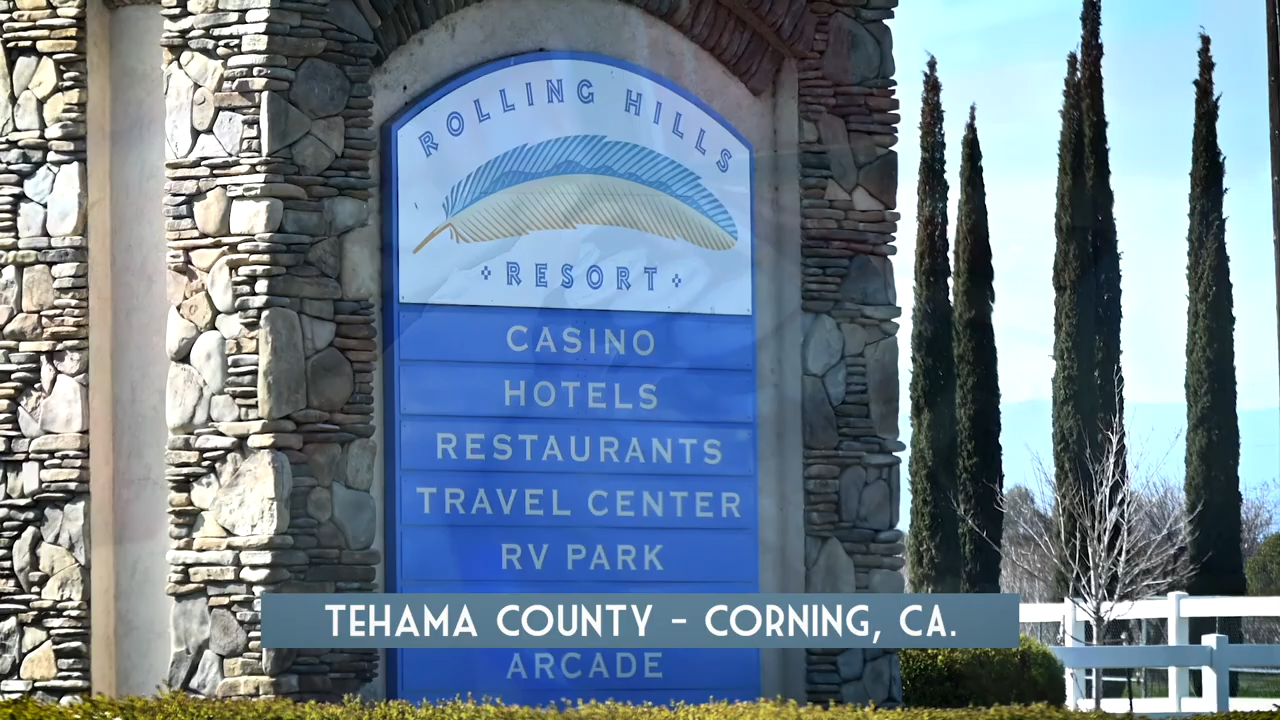 ROLLING HILLS
RESORT
CASINO
HOTELS
RESTAURANTS
TRAVEL CENTER
RV PARK
TEHAMA COUNTY - CORNING, CA.
ARCADE